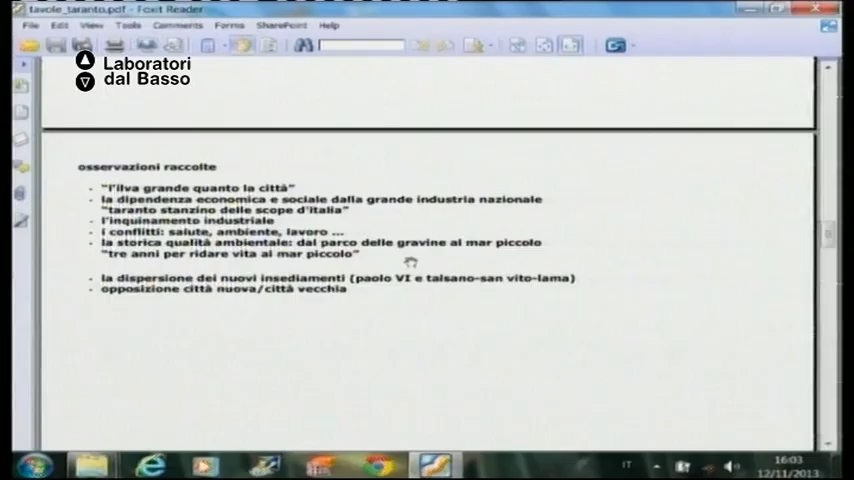 tavole_taranto.pdf - Foxit Reader
File Edit View Tools Comments Forms SharePoint Help
Laboratori
dal Basso
osservazioni raccolte
- "l'ilva grande quanto la città"
- la dipendenza economica e sociale dalla grande industria nazionale
"taranto stanzino delle scope d'italia"
- l'inquinamento industriale
- i conflitti: salute, ambiente, lavoro ...
- la storica qualità ambientale: dal parco delle gravine al mar piccolo
"tre anni per ridare vita al mar piccolo"
- la dispersione dei nuovi insediamenti (paolo VI e talsano-san vito-lama)
- opposizione città nuova/città vecchia
IT
16:03
12/11/2013